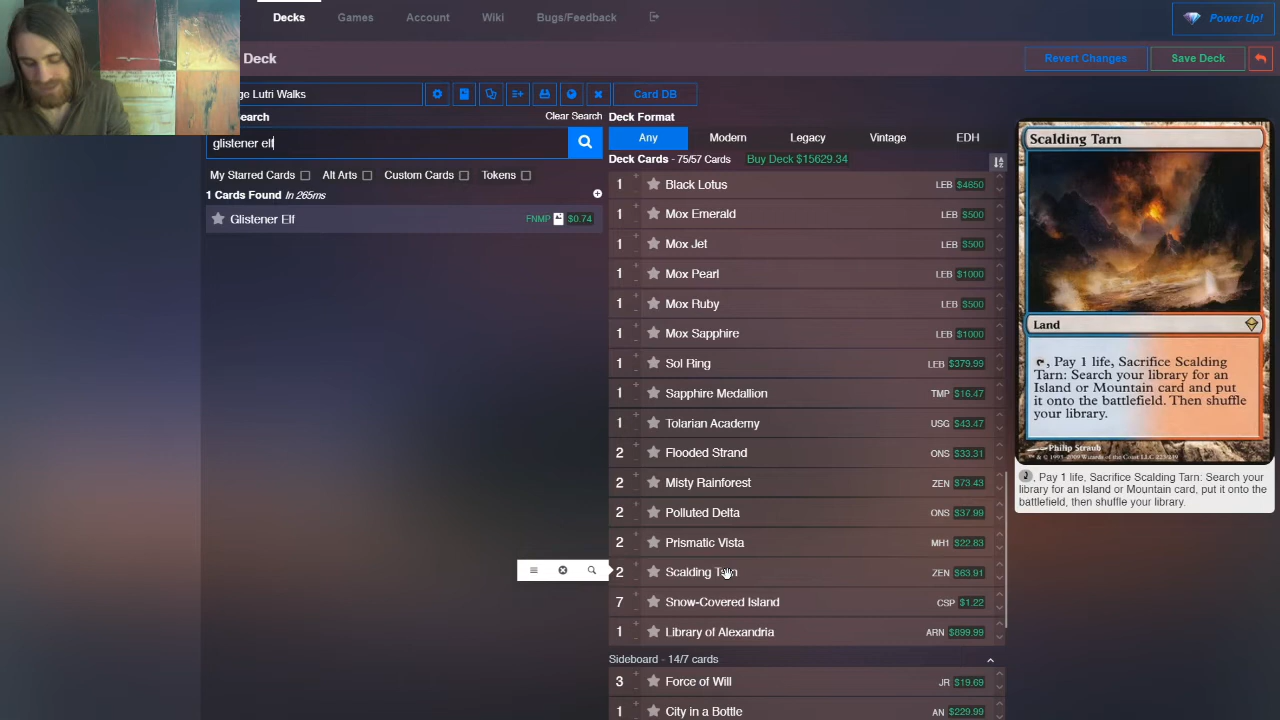 Decks Games Account Wiki Bugs/Feedback Power Up!
Deck Revert Changes Save Deck
ge Lutri Walks Card DB
Search Clear Search Deck Format
glistener elf Any Modern Legacy Vintage EDH
Deck Cards - 75/57 Cards Buy Deck $15629.34
My Starred Cards Alt Arts Custom Cards Tokens
1 Cards Found In 265ms
Glistener Elf FNMP $0.74
1 Black Lotus LEB $4650
1 Mox Emerald LEB $500
1 Mox Jet LEB $500
1 Mox Pearl LEB $1000
1 Mox Ruby LEB $500
1 Mox Sapphire LEB $1000
1 Sol Ring LEB $379.99
1 Sapphire Medallion TMP $16.47
1 Tolarian Academy USG $43.47
2 Flooded Strand ONS $33.31
2 Misty Rainforest ZEN $73.43
2 Polluted Delta ONS $37.99
2 Prismatic Vista MH1 $22.83
2 Scalding Tarn ZEN $63.91
7 Snow-Covered Island CSP $1.22
1 Library of Alexandria ARN $899.99
Sideboard - 14/7 cards
3 Force of Will JR $19.69
1 City in a Bottle AN $229.99
Scalding Tarn
Land
, Pay 1 life, Sacrifice Scalding
Tarn: Search your library for an
Island or Mountain card and put
it onto the battlefield. Then shuffle
your library.
Philip Straub
, Pay 1 life, Sacrifice Scalding Tarn: Search your
library for an Island or Mountain card, put it onto the
battlefield, then shuffle your library.